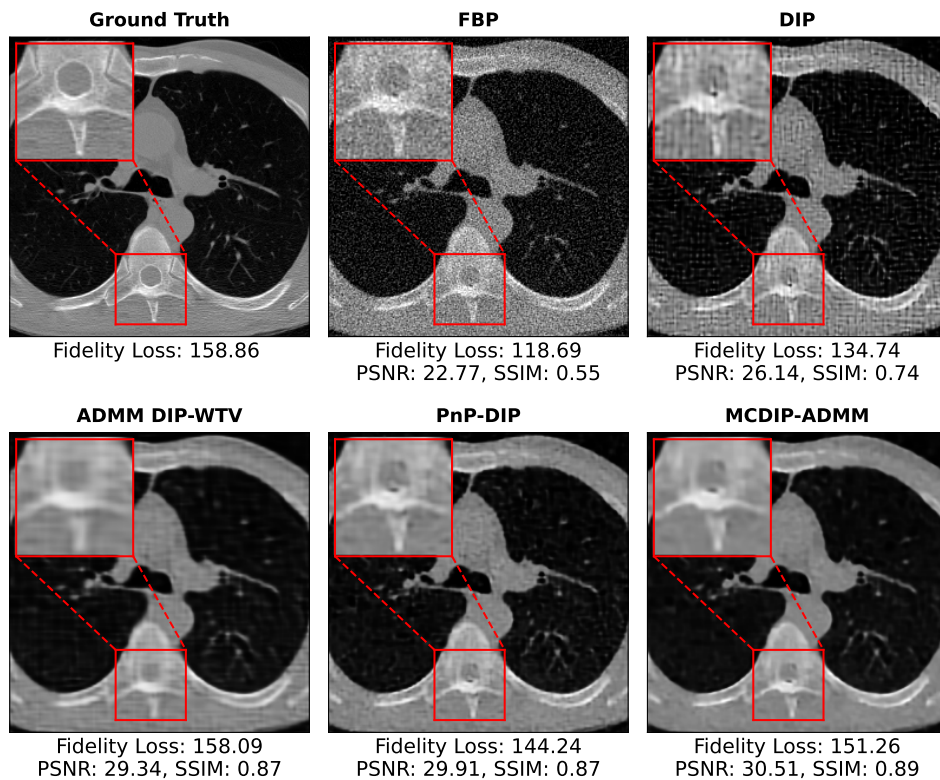 Ground Truth
FBP
DIP
Fidelity Loss: 158.86
Fidelity Loss: 118.69
PSNR: 22.77, SSIM: 0.55
Fidelity Loss: 134.74
PSNR: 26.14, SSIM: 0.74
ADMM DIP-WTV
PnP-DIP
MCDIP-ADMM
Fidelity Loss: 158.09
PSNR: 29.34, SSIM: 0.87
Fidelity Loss: 144.24
PSNR: 29.91, SSIM: 0.87
Fidelity Loss: 151.26
PSNR: 30.51, SSIM: 0.89